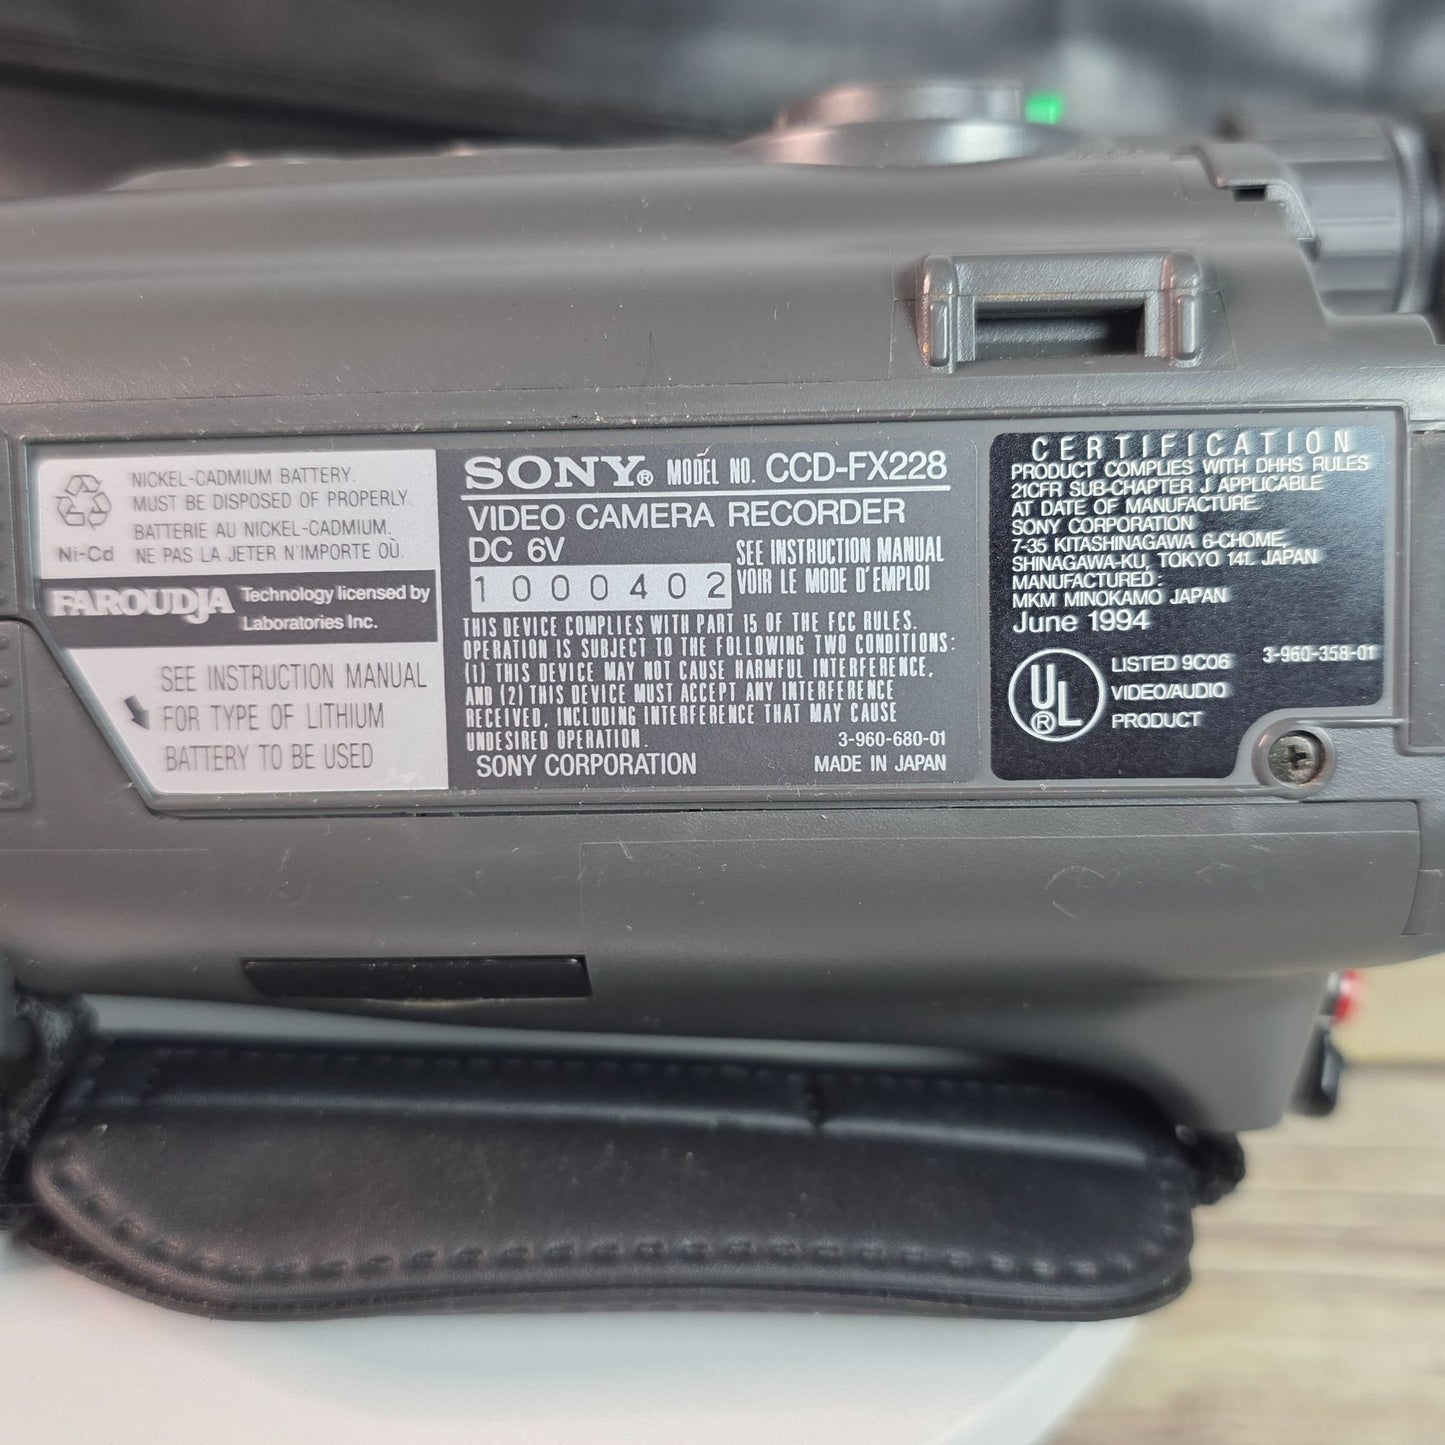 NICKEL-CADMIUM BATTERY.
MUST BE DISPOSED OF PROPERLY.
BATTERIE AU NICKEL-CADMIUM.
NE PAS LA JETER N'IMPORTE OÙ.
Ni-Cd
FAROUDJA Technology licensed by
Laboratories Inc.
SEE INSTRUCTION MANUAL
FOR TYPE OF LITHIUM
BATTERY TO BE USED
SONY® MODEL NO. CCD-FX228
VIDEO CAMERA RECORDER
DC 6V
SEE INSTRUCTION MANUAL
VOIR LE MODE D'EMPLOI
1000402
THIS DEVICE COMPLIES WITH PART 15 OF THE FCC RULES.
OPERATION IS SUBJECT TO THE FOLLOWING TWO CONDITIONS:
(1) THIS DEVICE MAY NOT CAUSE HARMFUL INTERFERENCE,
AND (2) THIS DEVICE MUST ACCEPT ANY INTERFERENCE
RECEIVED, INCLUDING INTERFERENCE THAT MAY CAUSE
UNDESIRED OPERATION.
3-960-680-01
SONY CORPORATION
MADE IN JAPAN
CERTIFICATION
PRODUCT COMPLIES WITH DHHS RULES
21CFR SUB-CHAPTER J APPLICABLE
AT DATE OF MANUFACTURE.
SONY CORPORATION
7-35 KITASHINAGAWA 6-CHOME,
SHINAGAWA-KU, TOKYO 141. JAPAN
MANUFACTURED:
MKM MINOKAMO JAPAN
June 1994
3-960-358-01
UL®
LISTED 9C06
VIDEO/AUDIO
PRODUCT